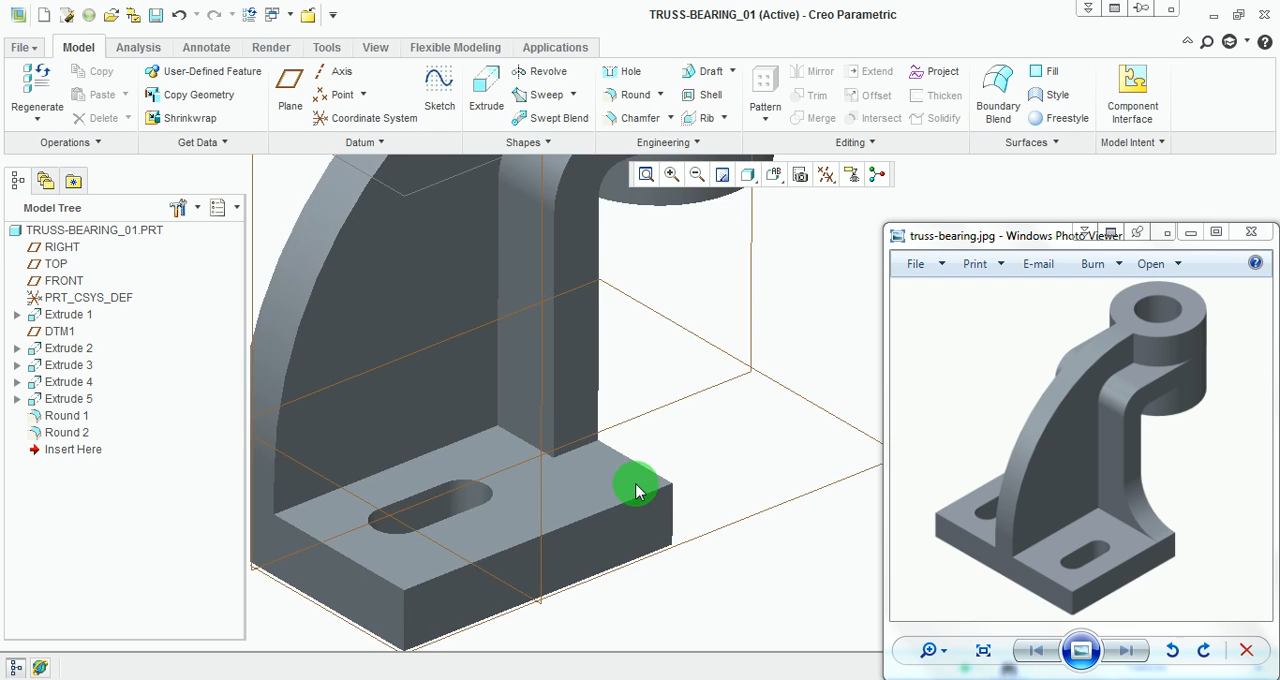 TRUSS-BEARING_01 (Active) - Creo Parametric
File Model Analysis Annotate Render Tools View Flexible Modeling Applications
Regenerate Copy Paste Delete
User-Defined Feature Copy Geometry Shrinkwrap
Plane Axis Point Coordinate System
Sketch Extrude Revolve Sweep Swept Blend
Hole Round Chamfer Draft Shell Rib
Pattern Mirror Trim Merge Extend Offset Intersect Project Thicken Solidify
Boundary Blend Fill Style Freestyle
Component Interface
Operations Get Data Datum Shapes Engineering Editing Surfaces Model Intent
Model Tree
TRUSS-BEARING_01.PRT
RIGHT
TOP
FRONT
PRT_CSYS_DEF
Extrude 1
DTM1
Extrude 2
Extrude 3
Extrude 4
Extrude 5
Round 1
Round 2
Insert Here
truss-bearing.jpg - Windows Photo Viewer
File Print E-mail Burn Open